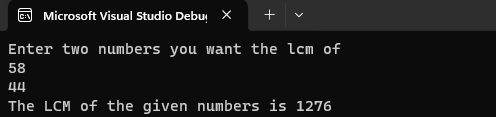 Microsoft Visual Studio Debug
Enter two numbers you want the lcm of
58
44
The LCM of the given numbers is 1276